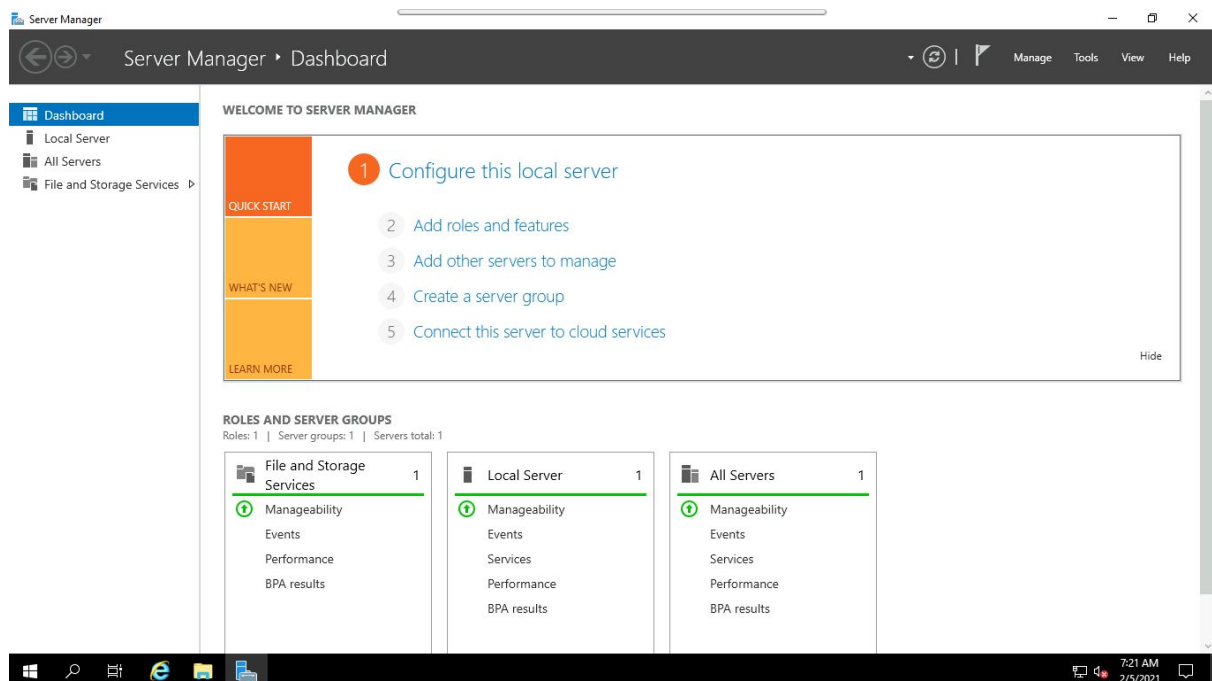 Server Manager
Server Manager ‣ Dashboard
Manage Tools View Help
Dashboard
Local Server
All Servers
File and Storage Services
WELCOME TO SERVER MANAGER
QUICK START
WHAT'S NEW
LEARN MORE
1 Configure this local server
2 Add roles and features
3 Add other servers to manage
4 Create a server group
5 Connect this server to cloud services
Hide
ROLES AND SERVER GROUPS
Roles: 1 | Server groups: 1 | Servers total: 1
File and Storage
Services 1
Manageability
Events
Performance
BPA results
Local Server 1
Manageability
Events
Services
Performance
BPA results
All Servers 1
Manageability
Events
Services
Performance
BPA results
7:21 AM
2/5/2021